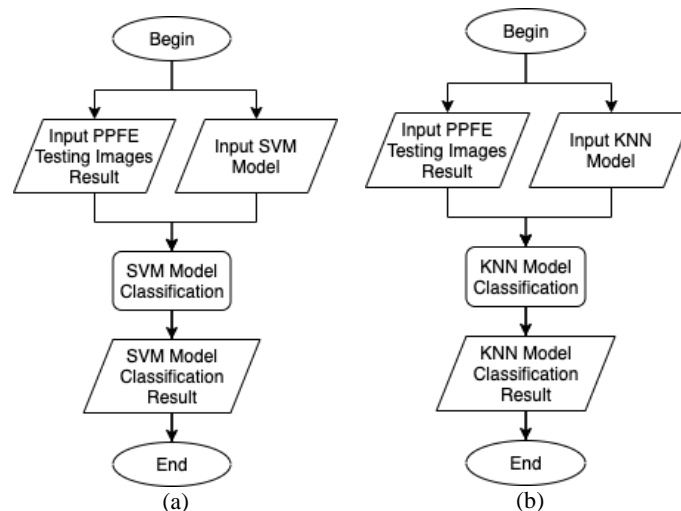 Begin
Input PPFE
Testing Images
Result
Input SVM
Model
SVM Model
Classification
SVM Model
Classification
Result
End
(a)
Begin
Input PPFE
Testing Images
Result
Input KNN
Model
KNN Model
Classification
KNN Model
Classification
Result
End
(b)